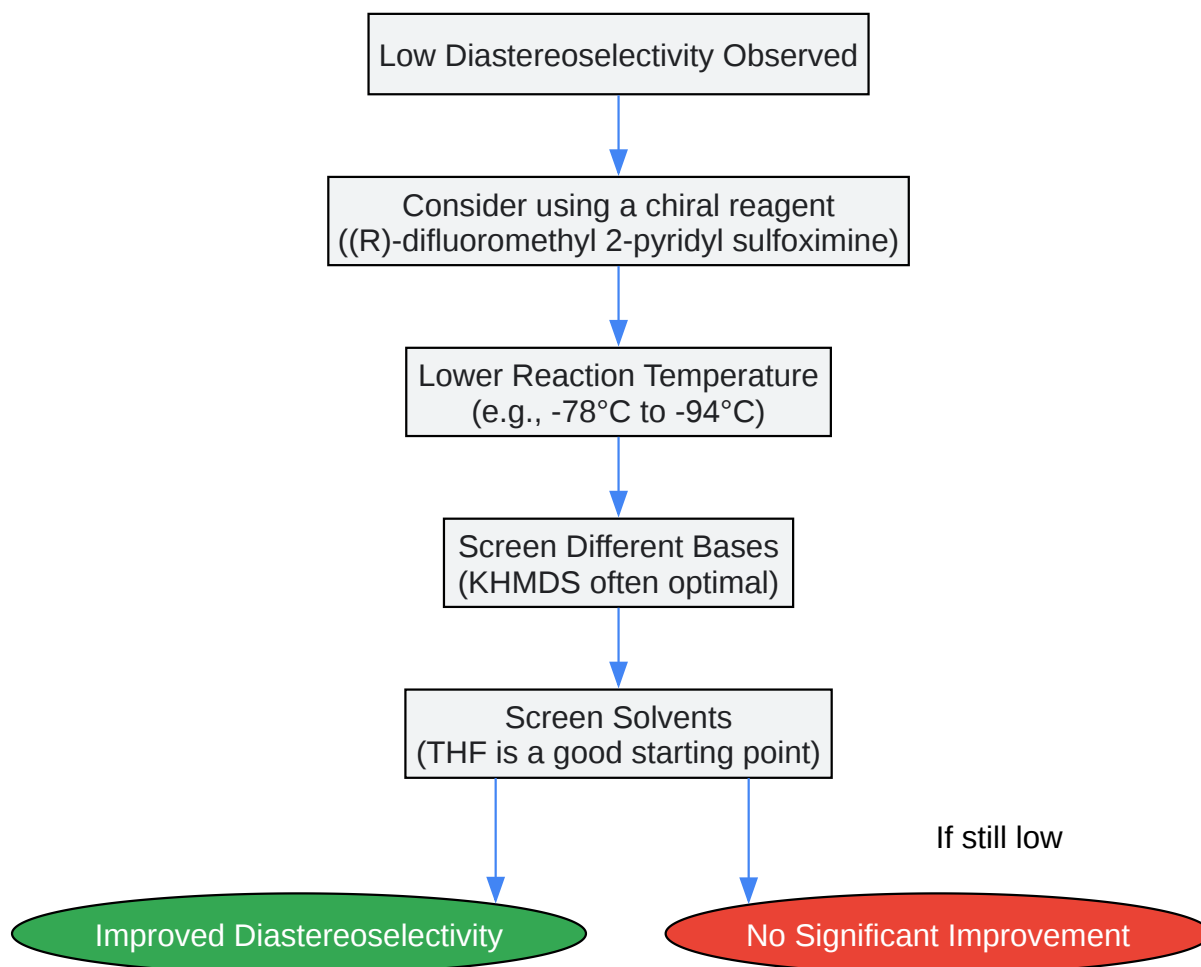 Low Diastereoselectivity Observed
Consider using a chiral reagent
((R)-difluoromethyl 2-pyridyl sulfoximine)
Lower Reaction Temperature
(e.g., -78°C to -94°C)
Screen Different Bases
(KHMDS often optimal)
Screen Solvents
(THF is a good starting point)
If still low
Improved Diastereoselectivity
No Significant Improvement